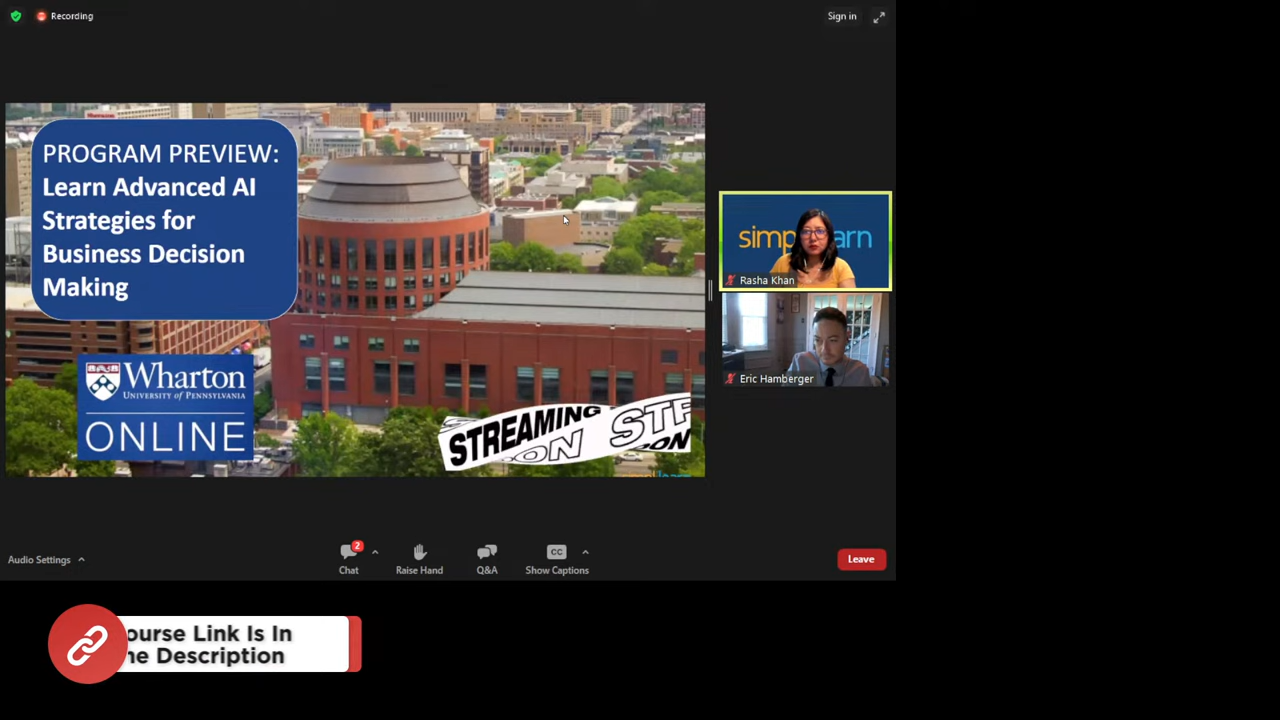 Recording
Sign in
PROGRAM PREVIEW:
Learn Advanced AI
Strategies for
Business Decision
Making
Wharton
UNIVERSITY of PENNSYLVANIA
ONLINE
STREAMING
Rasha Khan
Eric Hamberger
Audio Settings
2
Chat
Raise Hand
Q&A
CC
Show Captions
Leave
ourse Link Is In
e Description